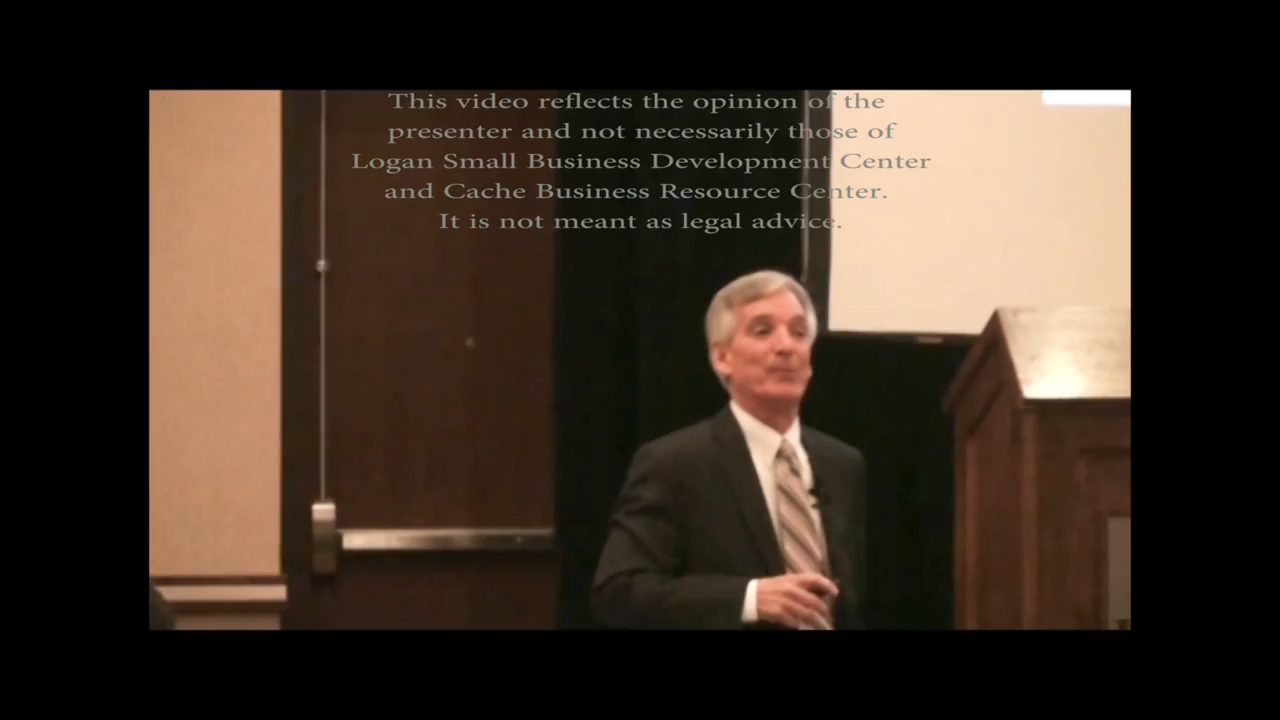 This video reflects the opinion of the
presenter and not necessarily those of
Logan Small Business Development Center
and Cache Business Resource Center.
It is not meant as legal advice.